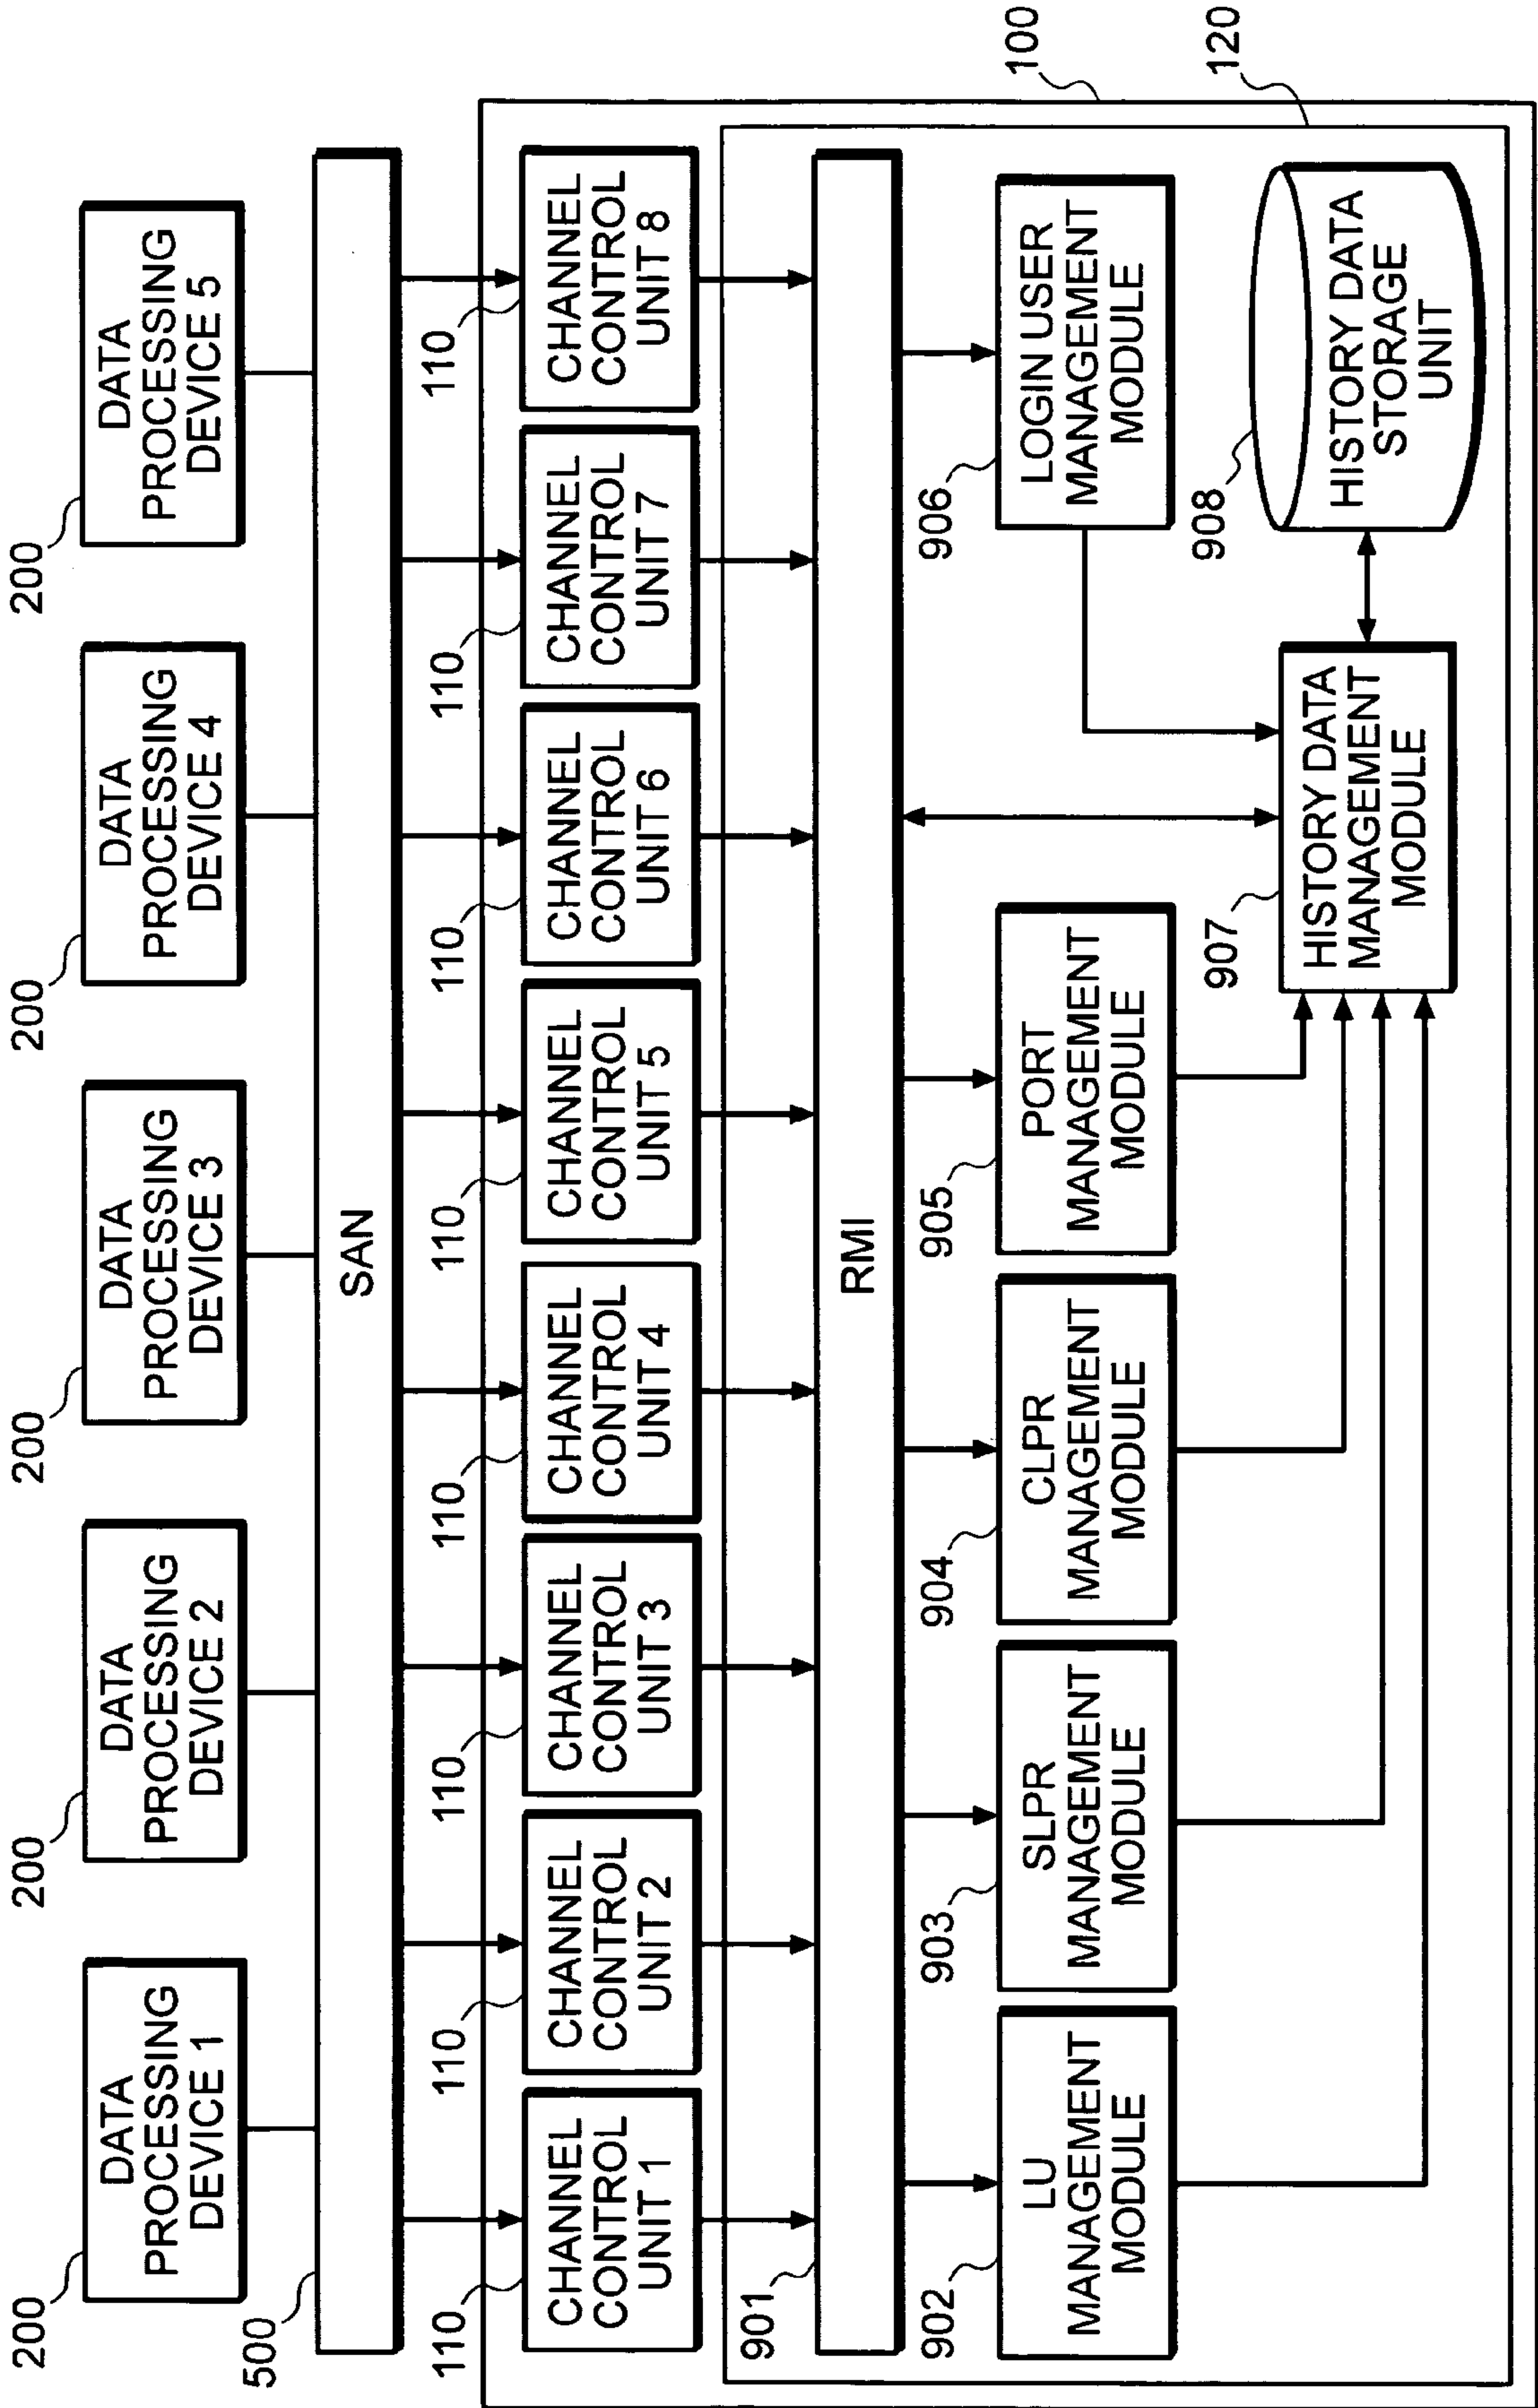 200
DATA
PROCESSING
DEVICE 1
200
DATA
PROCESSING
DEVICE 2
200
DATA
PROCESSING
DEVICE 3
200
DATA
PROCESSING
DEVICE 4
200
DATA
PROCESSING
DEVICE 5
500
SAN
110
CHANNEL
CONTROL
UNIT 1
110
CHANNEL
CONTROL
UNIT 2
110
CHANNEL
CONTROL
UNIT 3
110
CHANNEL
CONTROL
UNIT 4
110
CHANNEL
CONTROL
UNIT 5
110
CHANNEL
CONTROL
UNIT 6
110
CHANNEL
CONTROL
UNIT 7
110
CHANNEL
CONTROL
UNIT 8
100
120
901
RMI
902
LU
MANAGEMENT
MODULE
903
SLPR
MANAGEMENT
MODULE
904
CLPR
MANAGEMENT
MODULE
905
PORT
MANAGEMENT
MODULE
906
LOGIN USER
MANAGEMENT
MODULE
907
HISTORY DATA
MANAGEMENT
MODULE
908
HISTORY DATA
STORAGE
UNIT